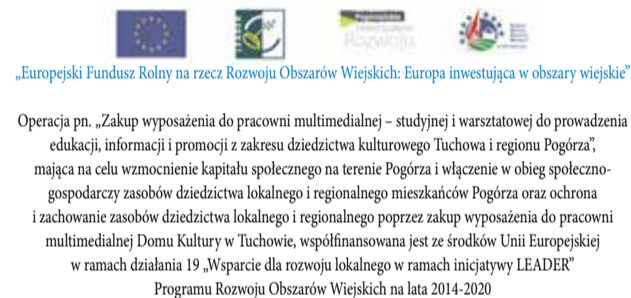 Rozwoju
„Europejski Fundusz Rolny na rzecz Rozwoju Obszarów Wiejskich: Europa inwestująca w obszary wiejskie”
Operacja pn. „Zakup wyposażenia do pracowni multimedialnej – studyjnej i warsztatowej do prowadzenia
edukacji, informacji i promocji z zakresu dziedzictwa kulturowego Tuchowa i regionu Pogórza”,
mająca na celu wzmocnienie kapitału społecznego na terenie Pogórza i włączenie w obieg społeczno-
gospodarczy zasobów dziedzictwa lokalnego i regionalnego mieszkańców Pogórza oraz ochrona
i zachowanie zasobów dziedzictwa lokalnego i regionalnego poprzez zakup wyposażenia do pracowni
multimedialnej Domu Kultury w Tuchowie, współfinansowana jest ze środków Unii Europejskiej
w ramach działania 19 „Wsparcie dla rozwoju lokalnego w ramach inicjatywy LEADER”
Programu Rozwoju Obszarów Wiejskich na lata 2014-2020